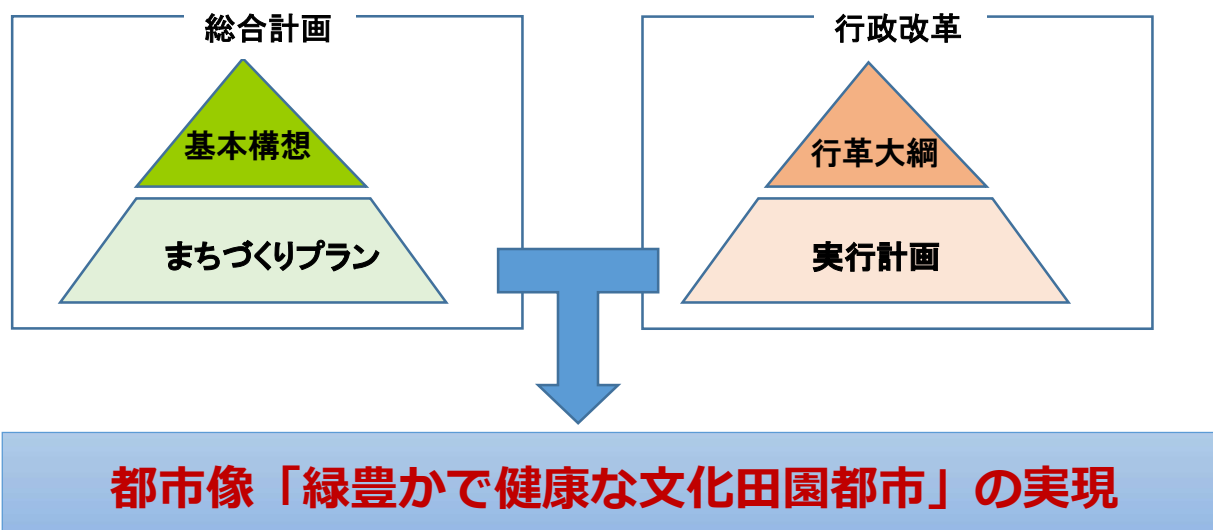 総合計画
基本構想
まちづくりプラン
行政改革
行革大綱
実行計画
都市像「緑豊かで健康な文化田園都市」の実現